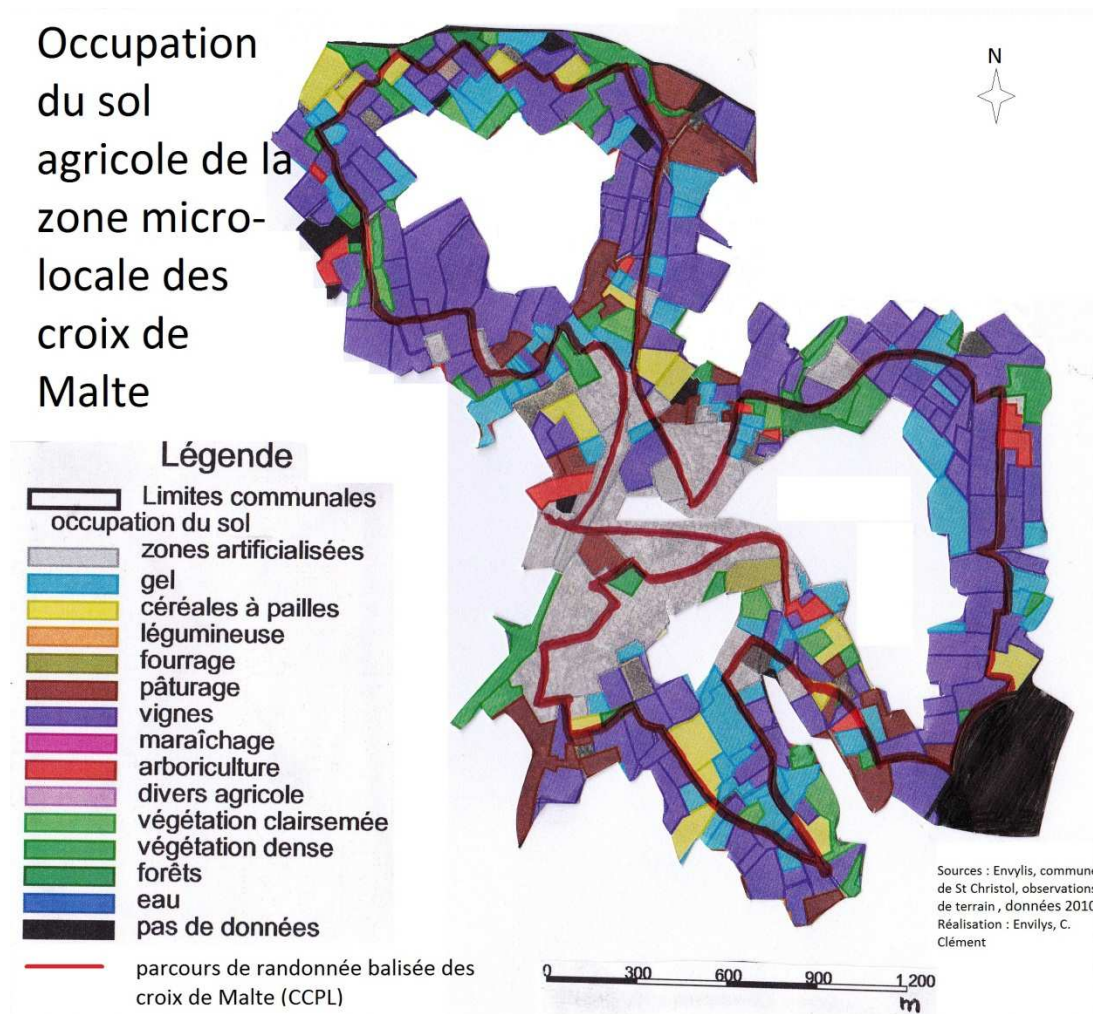 Occupation
du sol
agricole de la
zone micro-
locale des
croix de
Malte
N
Légende
Limites communales
occupation du sol
zones artificialisées
gel
céréales à pailles
légumineuse
fourrage
pâturage
vignes
maraîchage
arboriculture
divers agricole
végétation clairsemée
végétation dense
forêts
eau
pas de données
parcours de randonnée balisée des
croix de Malte (CCPL)
Sources : Envylis, commune
de St Christol, observations
de terrain , données 2010
Réalisation : Envilys, C.
Clément
0 300 600 900 1,200
m